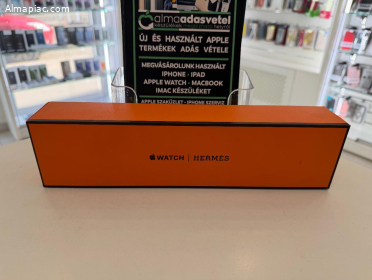 Almapiac.com
almaadasvetel
ÚJ ÉS HASZNÁLT APPLE
TERMÉKEK ADÁS VÉTELE
MEGVÁSÁROLUNK HASZNÁLT
IPHONE · IPAD
APPLE WATCH · MACBOOK
IMAC KÉSZÜLÉKET
APPLE SZAKÜZLET · IPHONE SZERVIZ
WATCH | HERMÈS